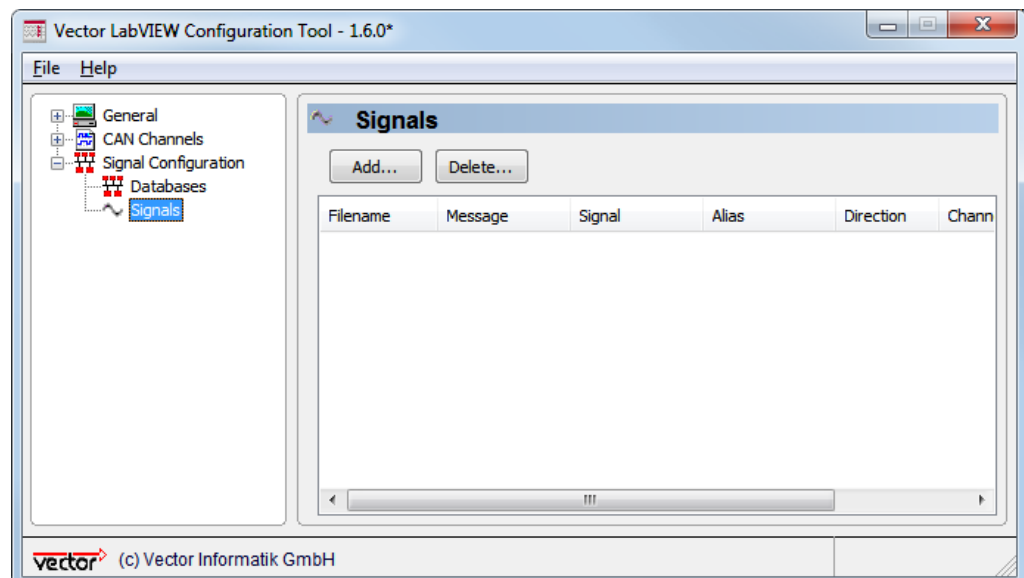 Vector LabVIEW Configuration Tool - 1.6.0*
File Help
General
CAN Channels
Signal Configuration
Databases
Signals
Signals
Add... Delete...
Filename Message Signal Alias Direction Chann
vector (c) Vector Informatik GmbH